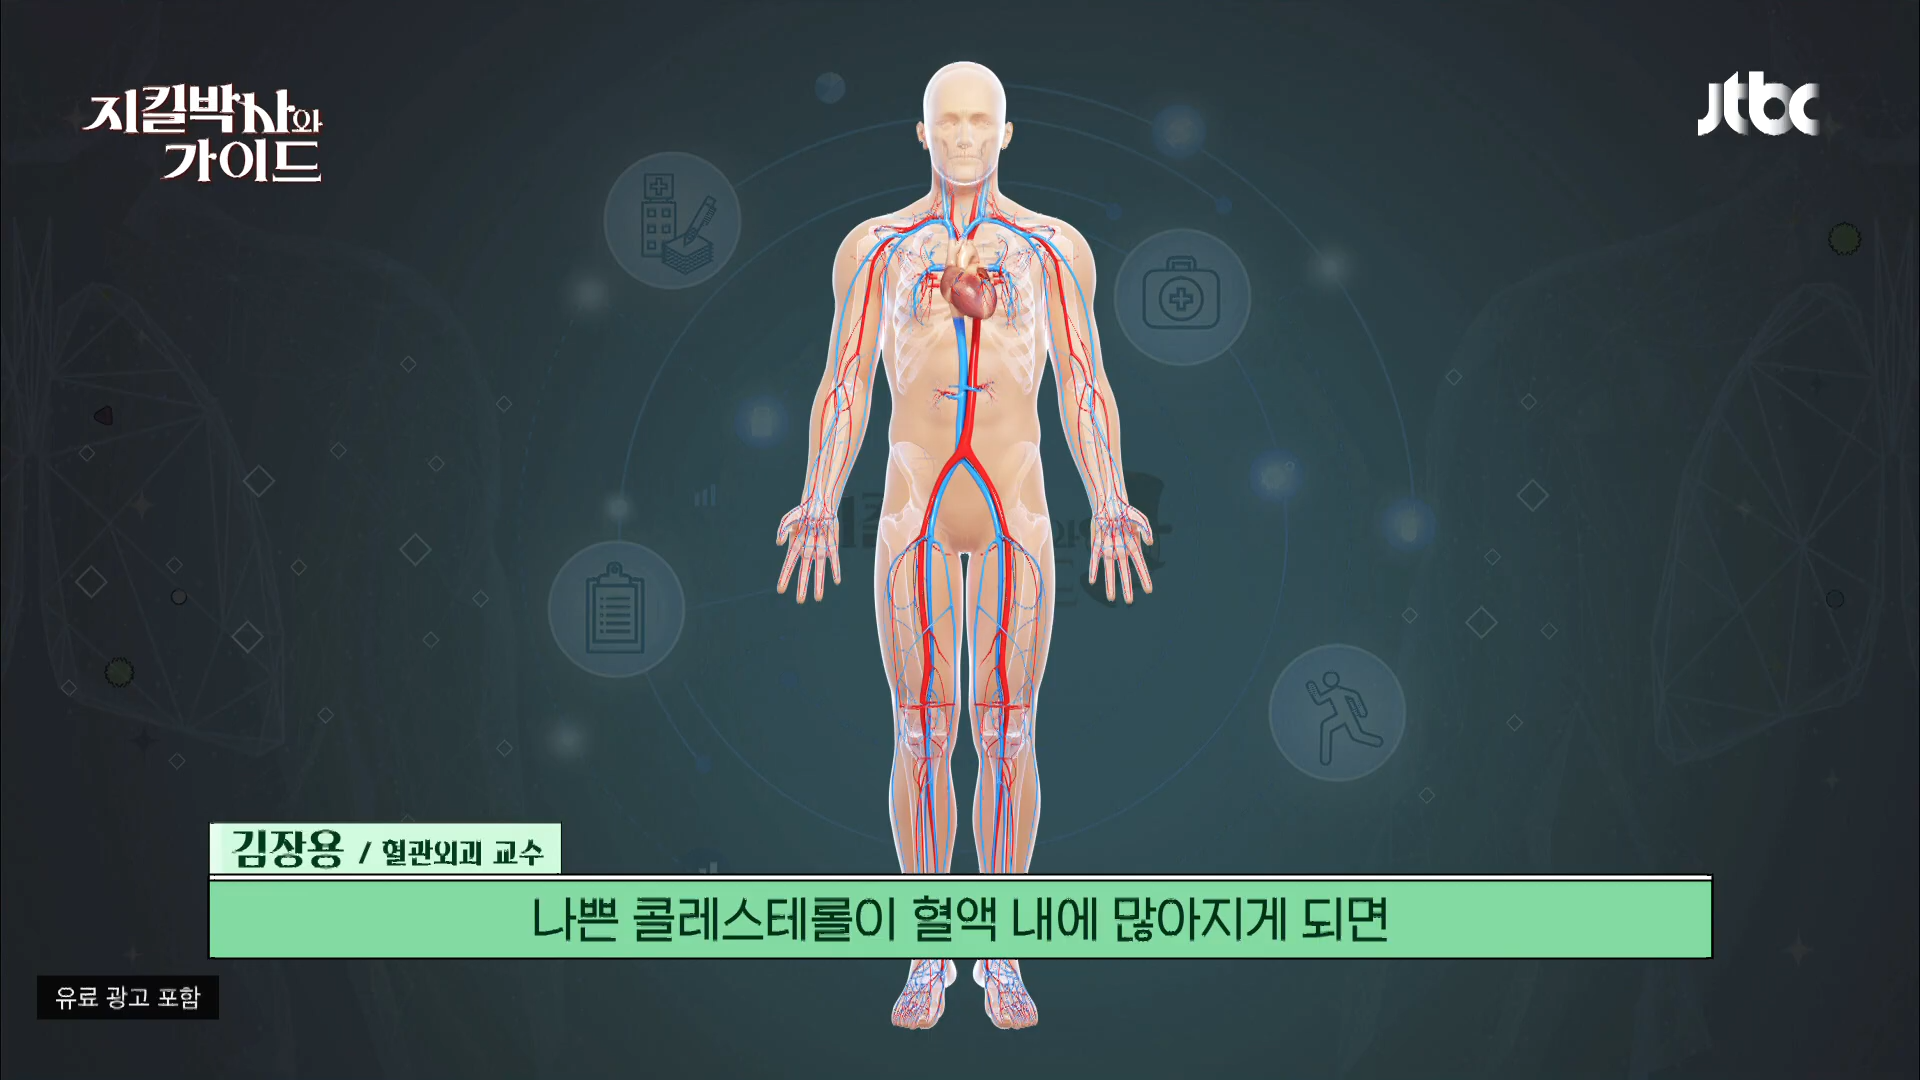 지킬박사와
가이드
jtbc
김장용 / 혈관외과 교수
나쁜 콜레스테롤이 혈액 내에 많아지게 되면
유료 광고 포함